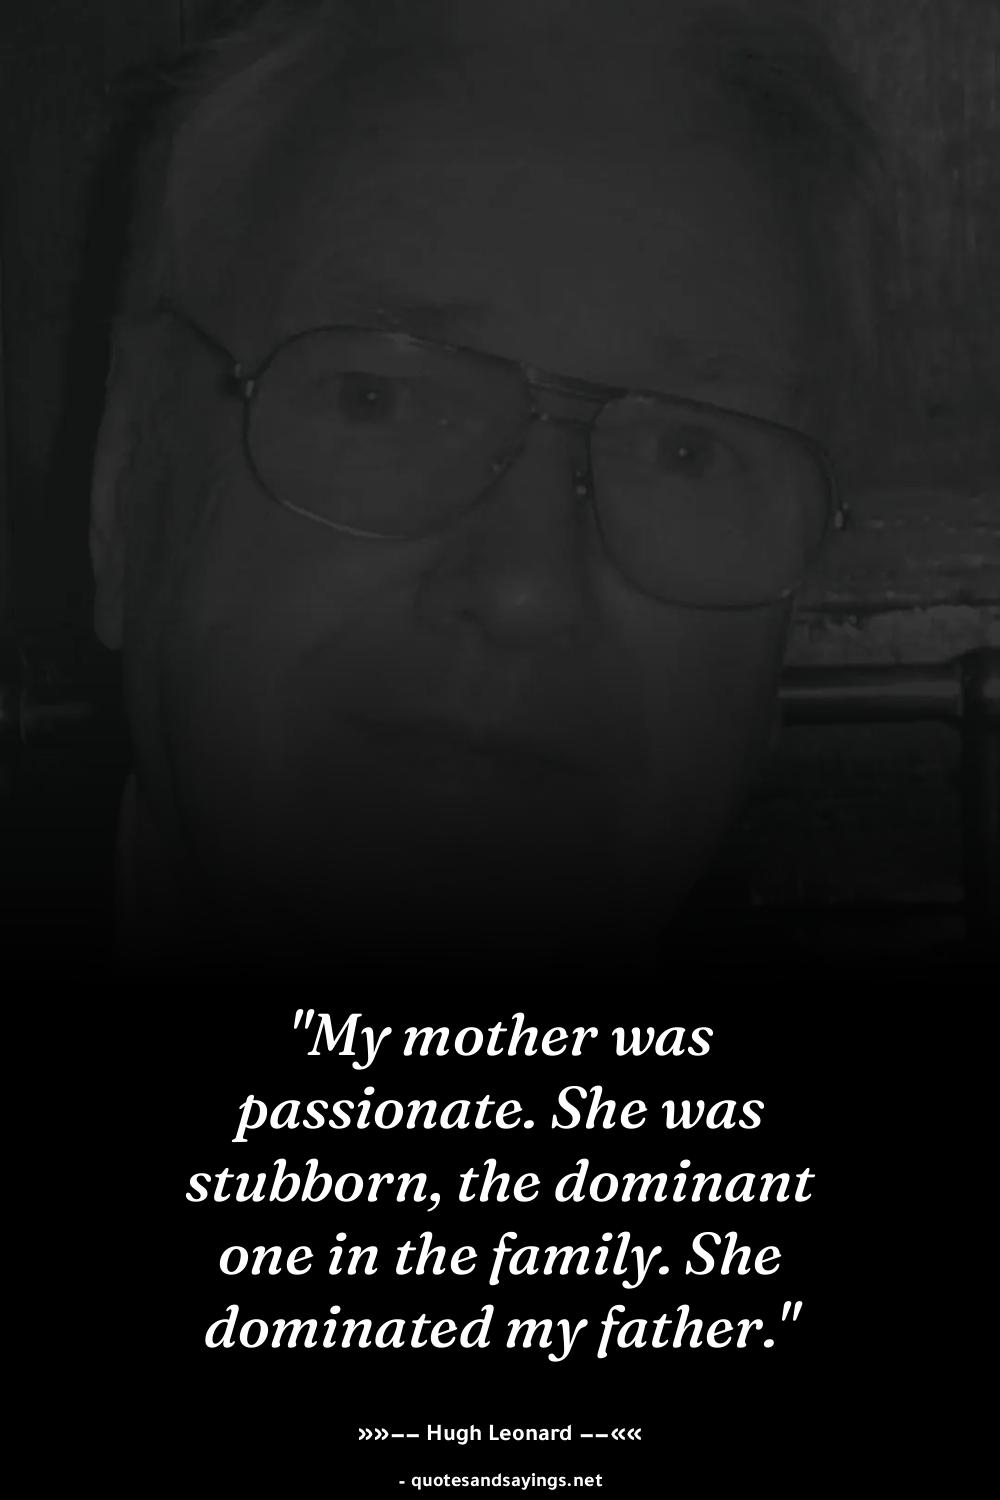 "My mother was
passionate. She was
stubborn, the dominant
one in the family. She
dominated my father."
»»–– Hugh Leonard ––««
- quotesandsayings.net